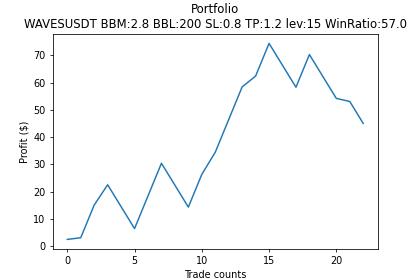 Portfolio
WAVESUSDT BBM:2.8 BBL:200 SL:0.8 TP:1.2 lev:15 WinRatio:57.0
Profit ($)
70
60
50
40
30
20
10
0
0 5 10 15 20
Trade counts